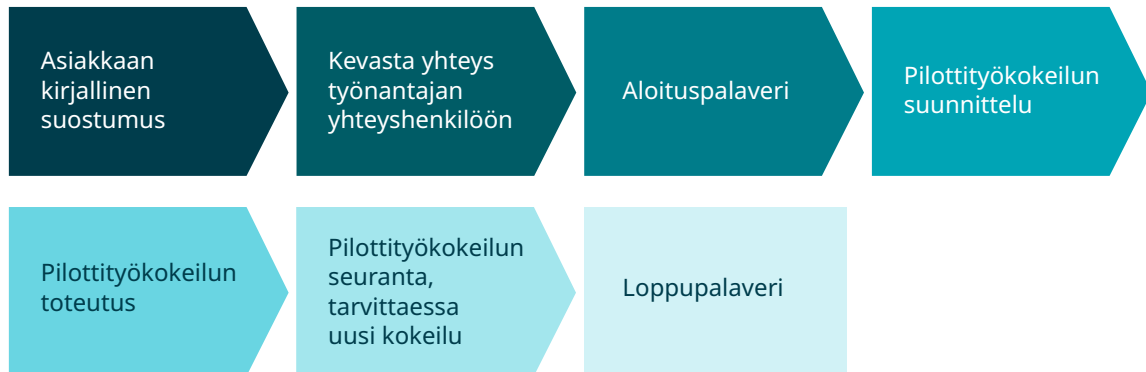 Asiakkaan
kirjallinen
suostumus
Kevasta yhteys
työnantajan
yhteyshenkilöön
Aloituspalaveri
Pilottityökokeilun
suunnittelu
Pilottityökokeilun
toteutus
Pilottityökokeilun
seuranta,
tarvittaessa
uusi kokeilu
Loppupalaveri